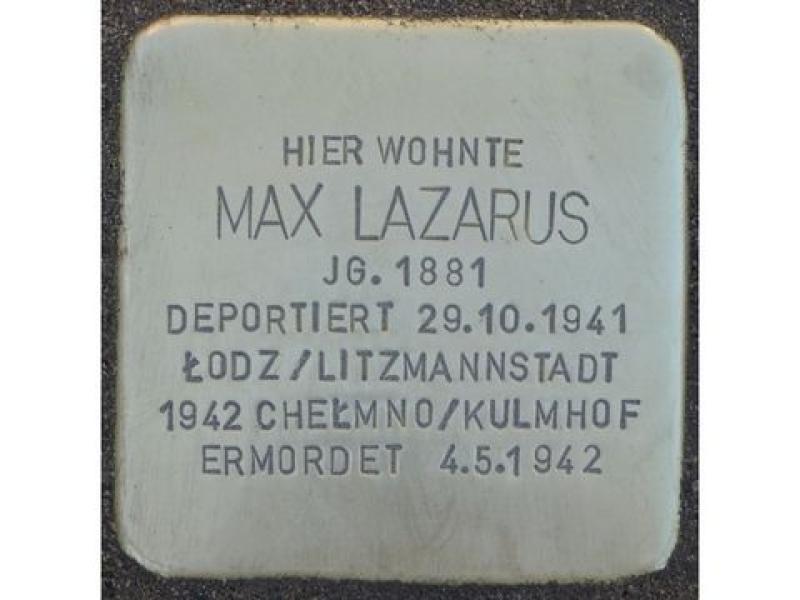 HIER WOHNTE
MAX LAZARUS
JG. 1881
DEPORTIERT 29.10.1941
ŁODZ/LITZMANNSTADT
1942 CHEŁMNO/KULMHOF
ERMORDET 4.5.1942